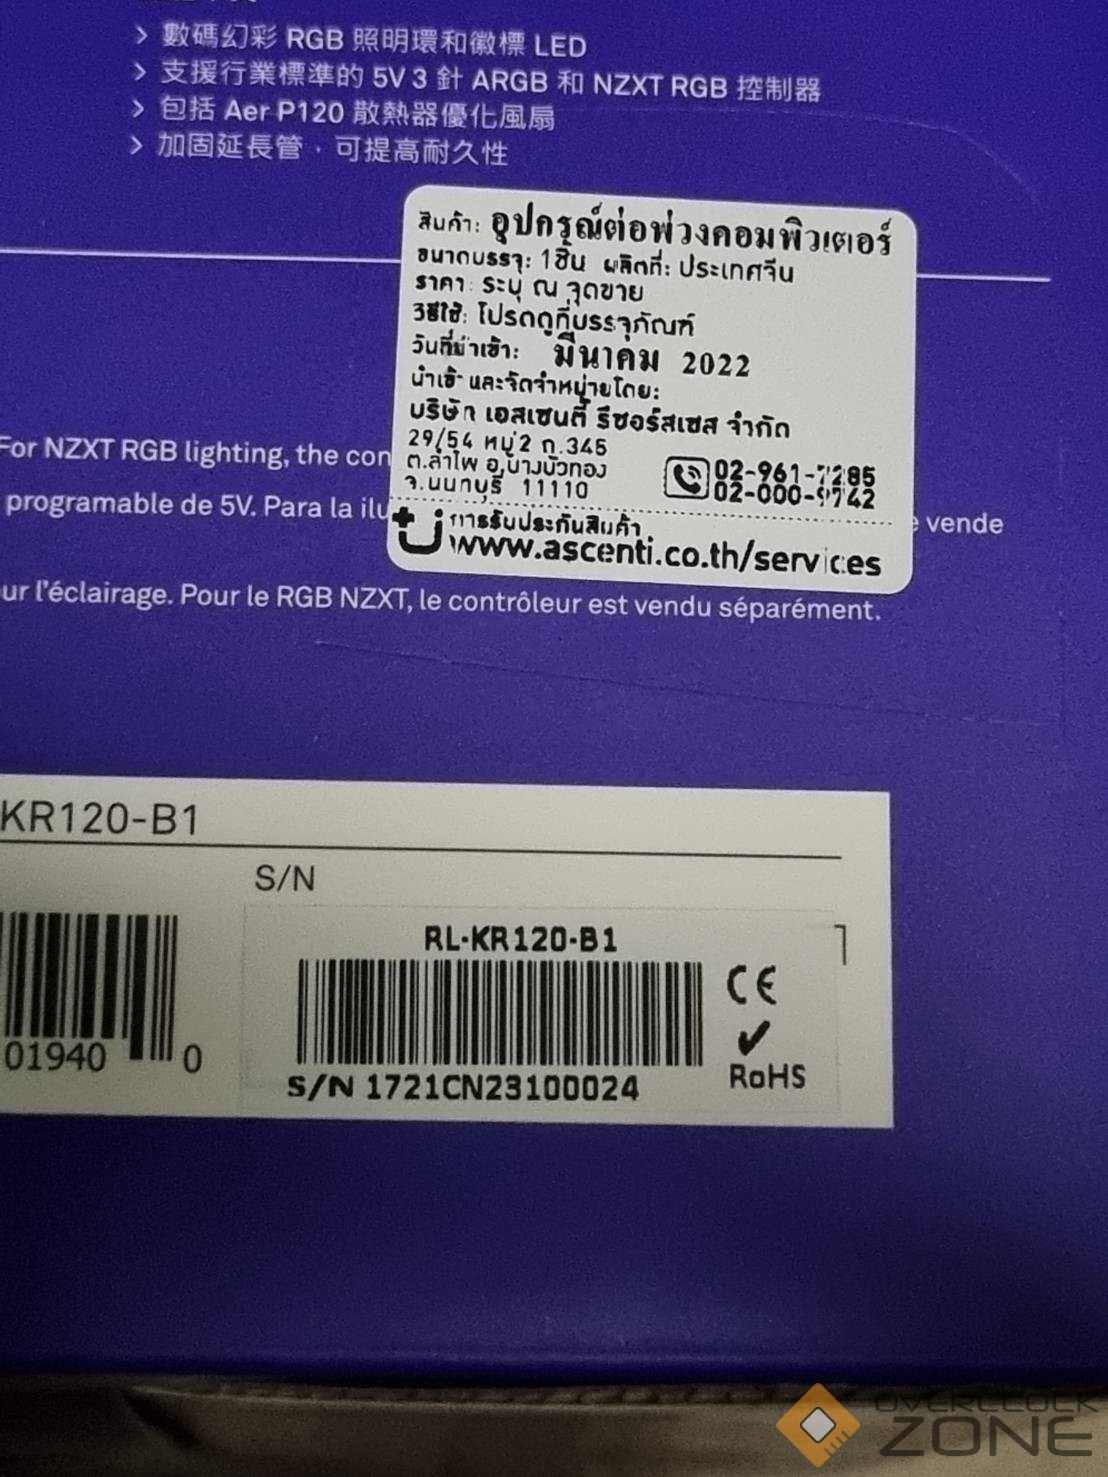 數碼幻彩 RGB 照明環和徽標 LED
支援行業標準的 5V 3 針 ARGB 和 NZXT RGB 控制器
包括 Aer P120 散熱器優化風扇
加固延長管，可提高耐久性
สินค้า: อุปกรณ์ต่อพ่วงคอมพิวเตอร์
ขนาดบรรจุ: 1ชิ้น ผลิตที่: ประเทศจีน
ราคา: ระบุ ณ จุดขาย
วิธีใช้: โปรดดูที่บรรจุภัณฑ์
วันที่นำเข้า: มีนาคม 2022
นำเข้า และจัดจำหน่ายโดย:
บริษัท เอสเซนตี้ รีซอร์สเซส จำกัด
29/54 หมู่2 ถ.345
ต.ลำโพ อ.บางบัวทอง
จ.นนทบุรี 11110
02-961-7285
02-000-9742
การรับประกันสินค้า
www.ascenti.co.th/services
For NZXT RGB lighting, the con
programable de 5V. Para la ilu
vende
ur l'éclairage. Pour le RGB NZXT, le contrôleur est vendu séparément.
KR120-B1
S/N
RL-KR120-B1
CE
RoHS
01940 0
S/N 1721CN23100024
OVERCLOCK
ZONE